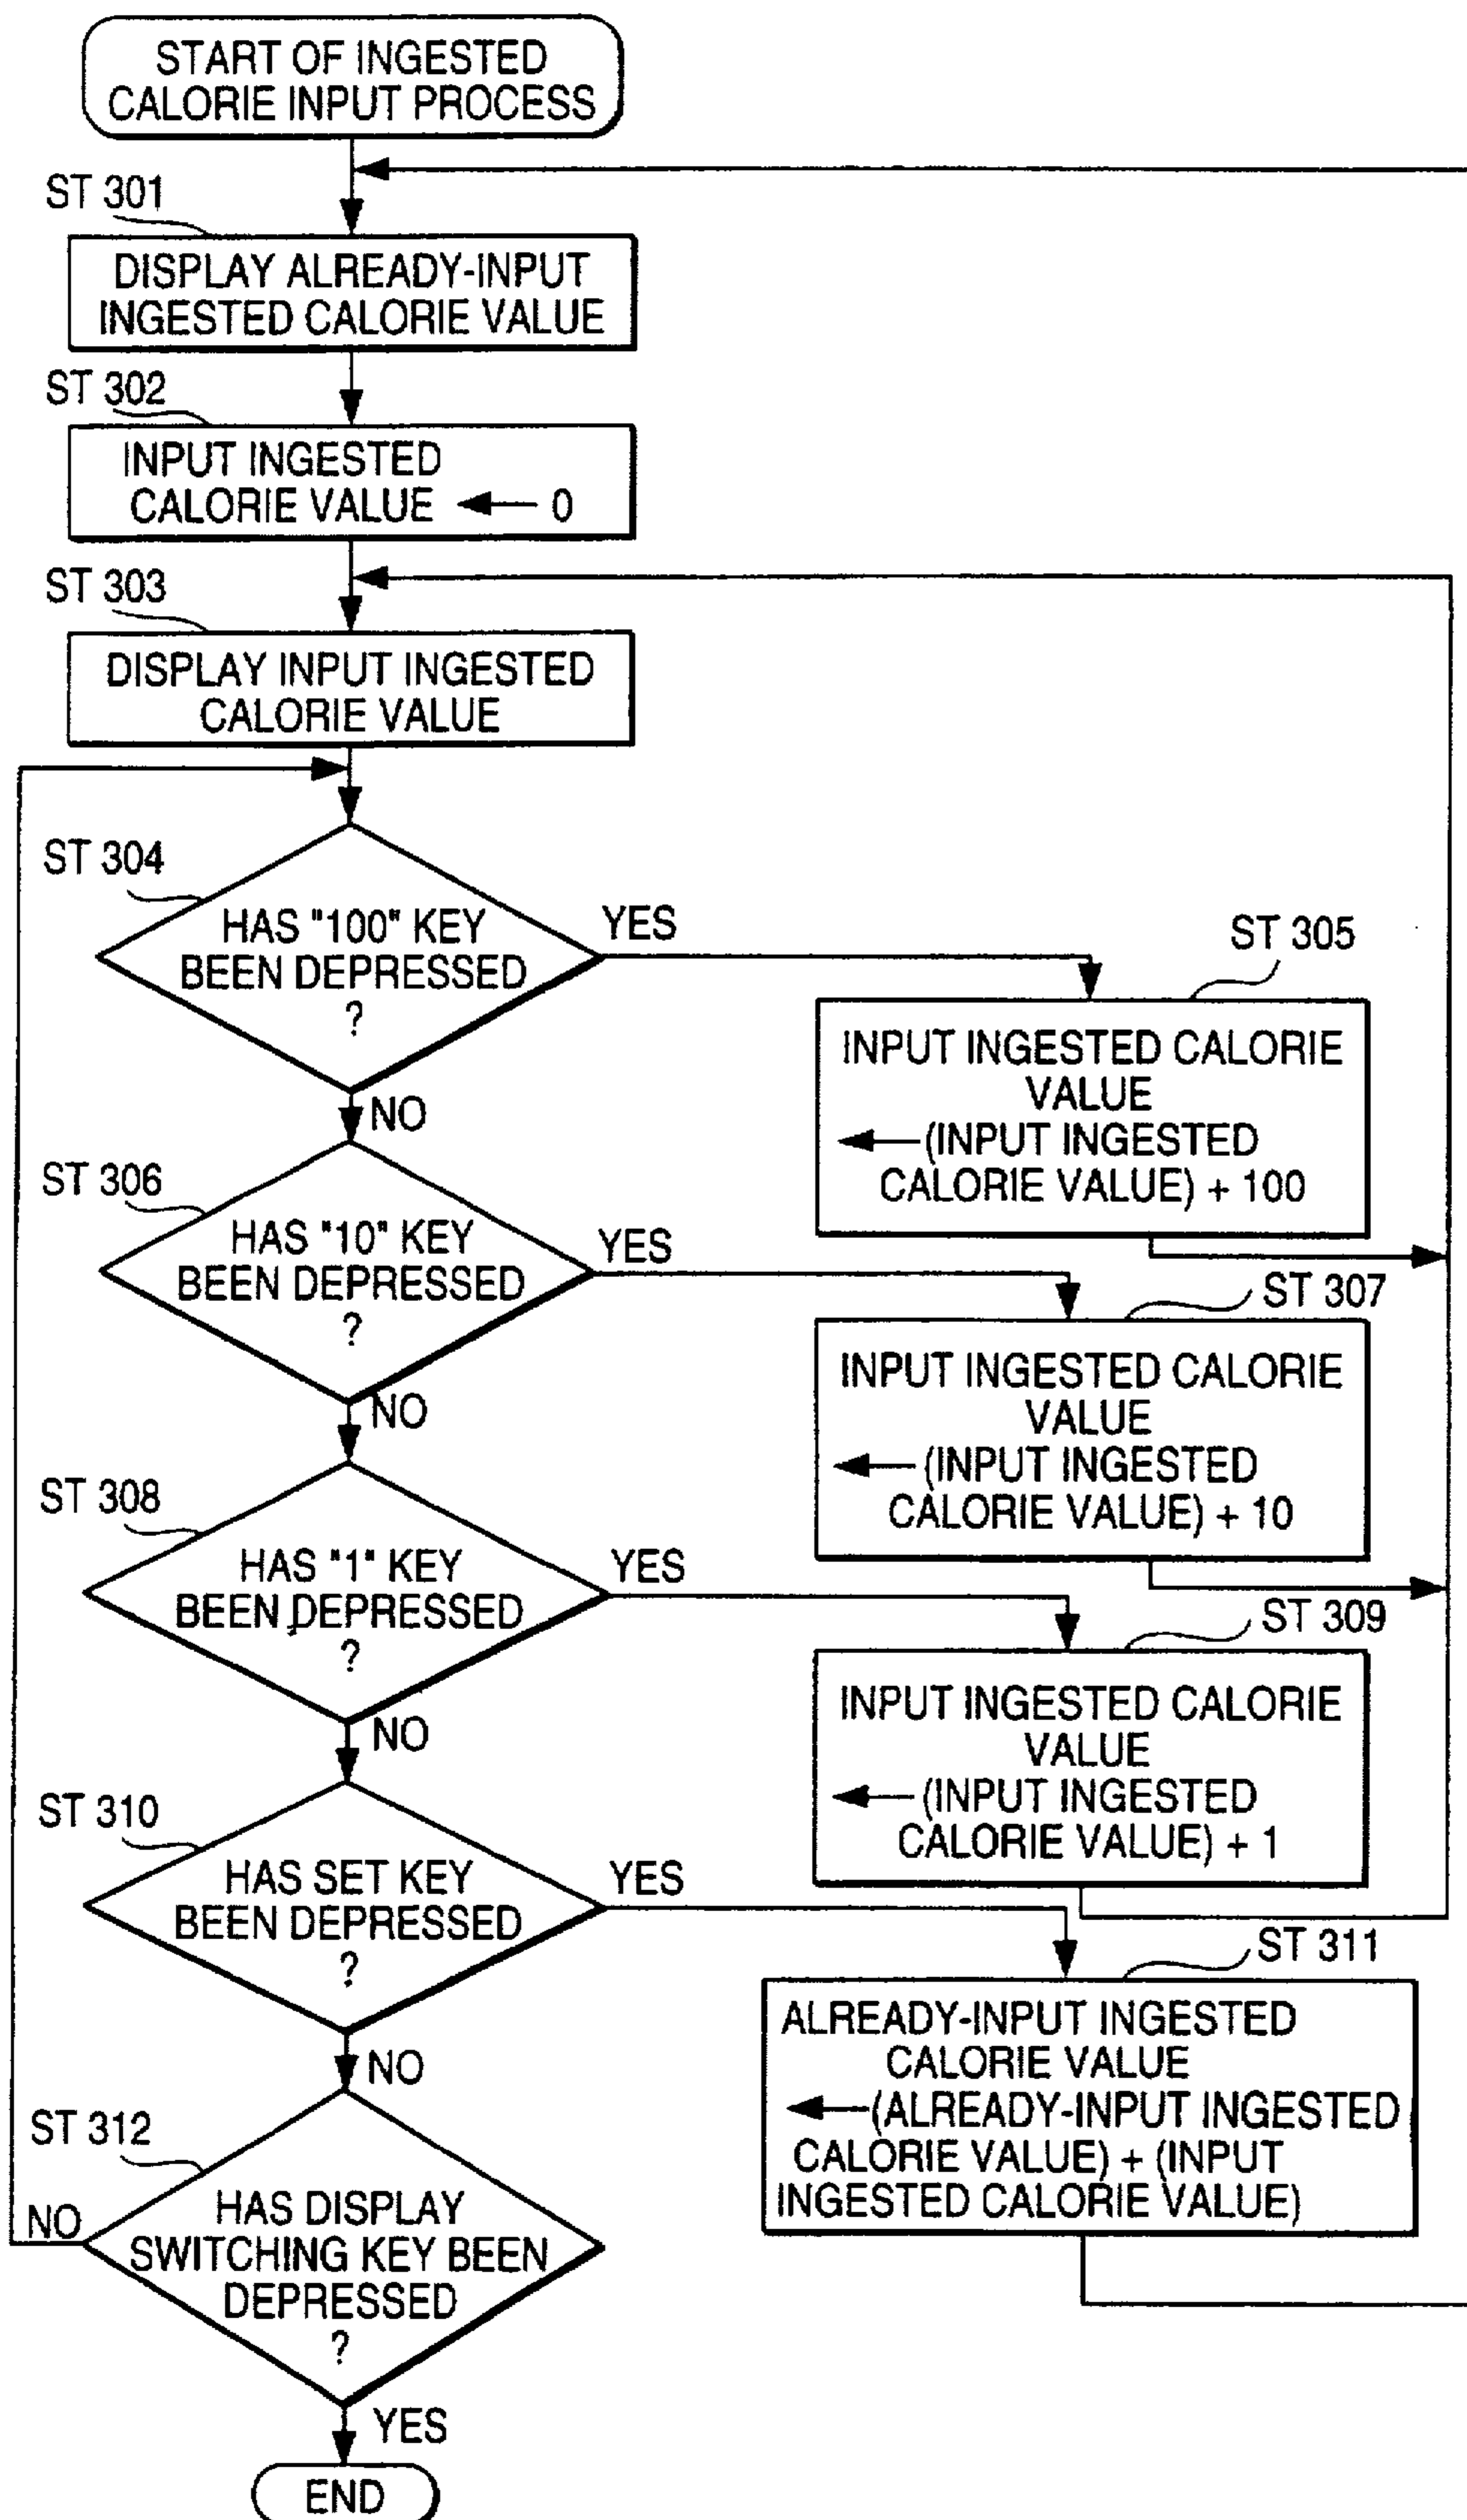 START OF INGESTED
CALORIE INPUT PROCESS
ST 301
DISPLAY ALREADY-INPUT
INGESTED CALORIE VALUE
ST 302
INPUT INGESTED
CALORIE VALUE ← 0
ST 303
DISPLAY INPUT INGESTED
CALORIE VALUE
ST 304
HAS "100" KEY
BEEN DEPRESSED
?
YES
NO
ST 305
INPUT INGESTED CALORIE
VALUE
← (INPUT INGESTED
CALORIE VALUE) + 100
ST 306
HAS "10" KEY
BEEN DEPRESSED
?
YES
NO
ST 307
INPUT INGESTED CALORIE
VALUE
← (INPUT INGESTED
CALORIE VALUE) + 10
ST 308
HAS "1" KEY
BEEN DEPRESSED
?
YES
NO
ST 309
INPUT INGESTED CALORIE
VALUE
← (INPUT INGESTED
CALORIE VALUE) + 1
ST 310
HAS SET KEY
BEEN DEPRESSED
?
YES
NO
ST 311
ALREADY-INPUT INGESTED
CALORIE VALUE
← (ALREADY-INPUT INGESTED
CALORIE VALUE) + (INPUT
INGESTED CALORIE VALUE)
ST 312
NO
HAS DISPLAY
SWITCHING KEY BEEN
DEPRESSED
?
YES
END